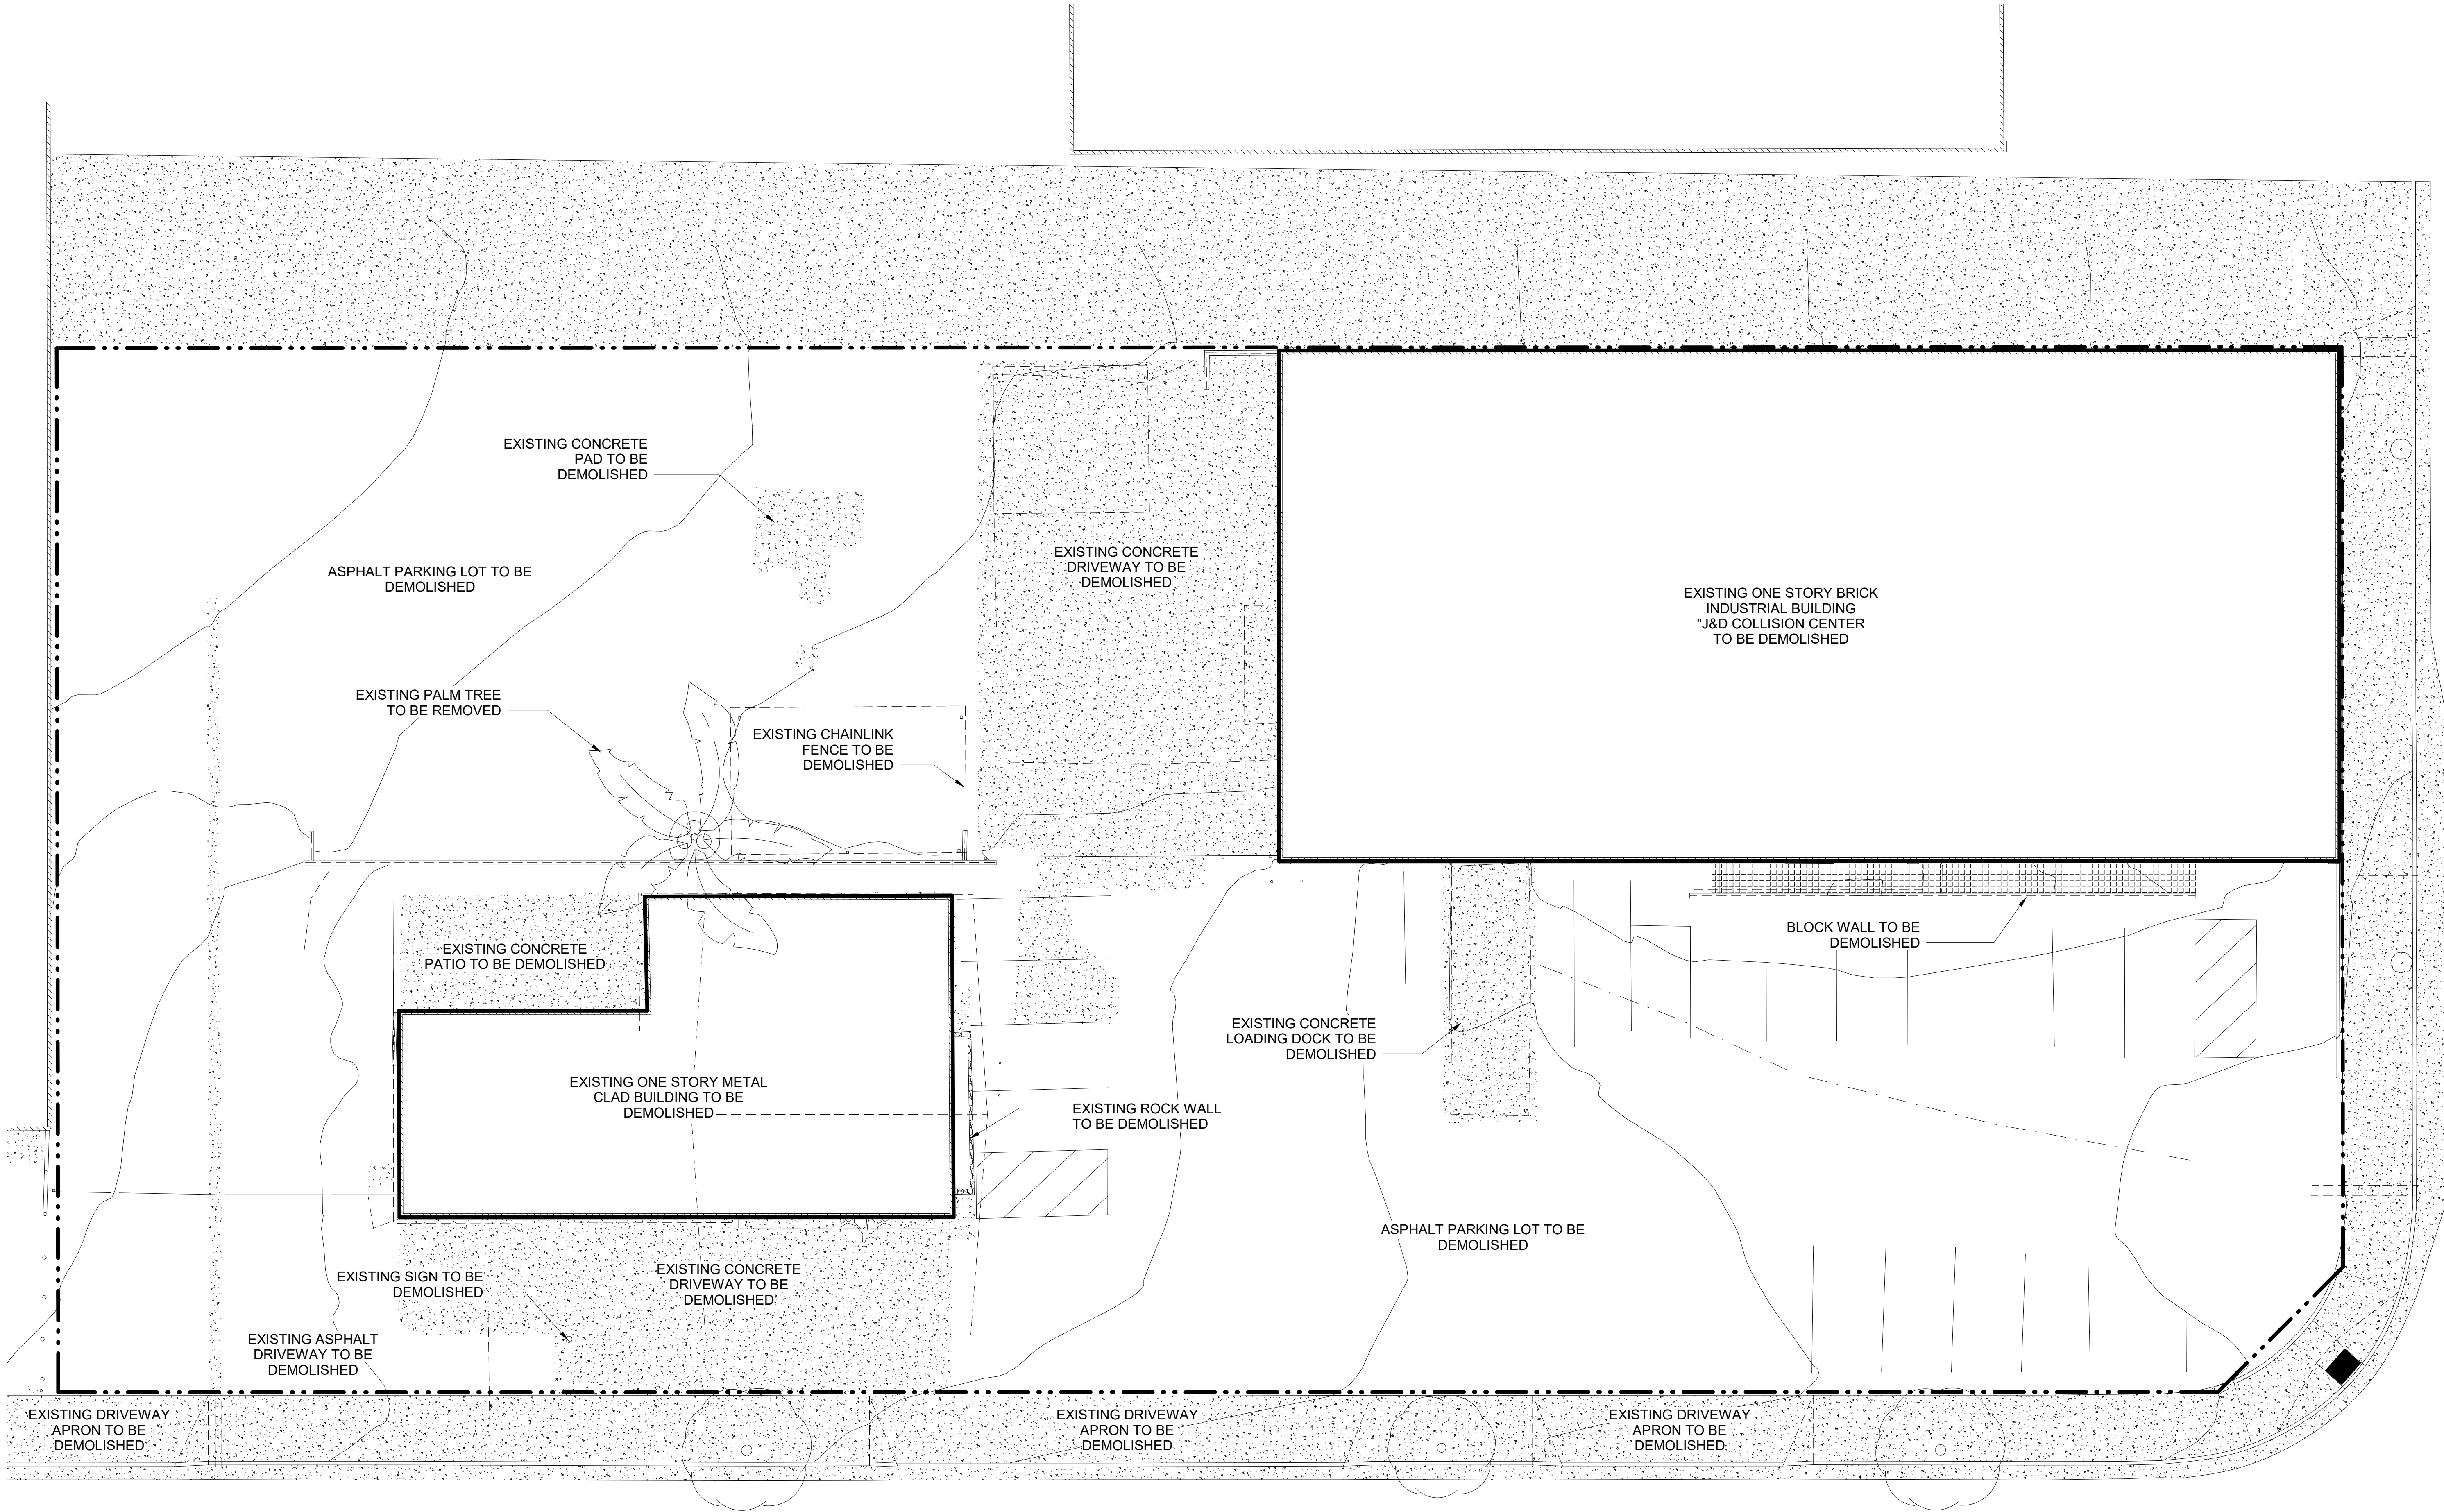 EXISTING CONCRETE
PAD TO BE
DEMOLISHED
EXISTING CONCRETE
DRIVEWAY TO BE
DEMOLISHED
ASPHALT PARKING LOT TO BE
DEMOLISHED
EXISTING ONE STORY BRICK
INDUSTRIAL BUILDING
"J&D COLLISION CENTER
TO BE DEMOLISHED
EXISTING PALM TREE
TO BE REMOVED
EXISTING CHAINLINK
FENCE TO BE
DEMOLISHED
EXISTING CONCRETE
PATIO TO BE DEMOLISHED
BLOCK WALL TO BE
DEMOLISHED
EXISTING CONCRETE
LOADING DOCK TO BE
DEMOLISHED
EXISTING ONE STORY METAL
CLAD BUILDING TO BE
DEMOLISHED
EXISTING ROCK WALL
TO BE DEMOLISHED
ASPHALT PARKING LOT TO BE
DEMOLISHED
EXISTING SIGN TO BE
DEMOLISHED
EXISTING CONCRETE
DRIVEWAY TO BE
DEMOLISHED
EXISTING ASPHALT
DRIVEWAY TO BE
DEMOLISHED
EXISTING DRIVEWAY
APRON TO BE
DEMOLISHED
EXISTING DRIVEWAY
APRON TO BE
DEMOLISHED
EXISTING DRIVEWAY
APRON TO BE
DEMOLISHED